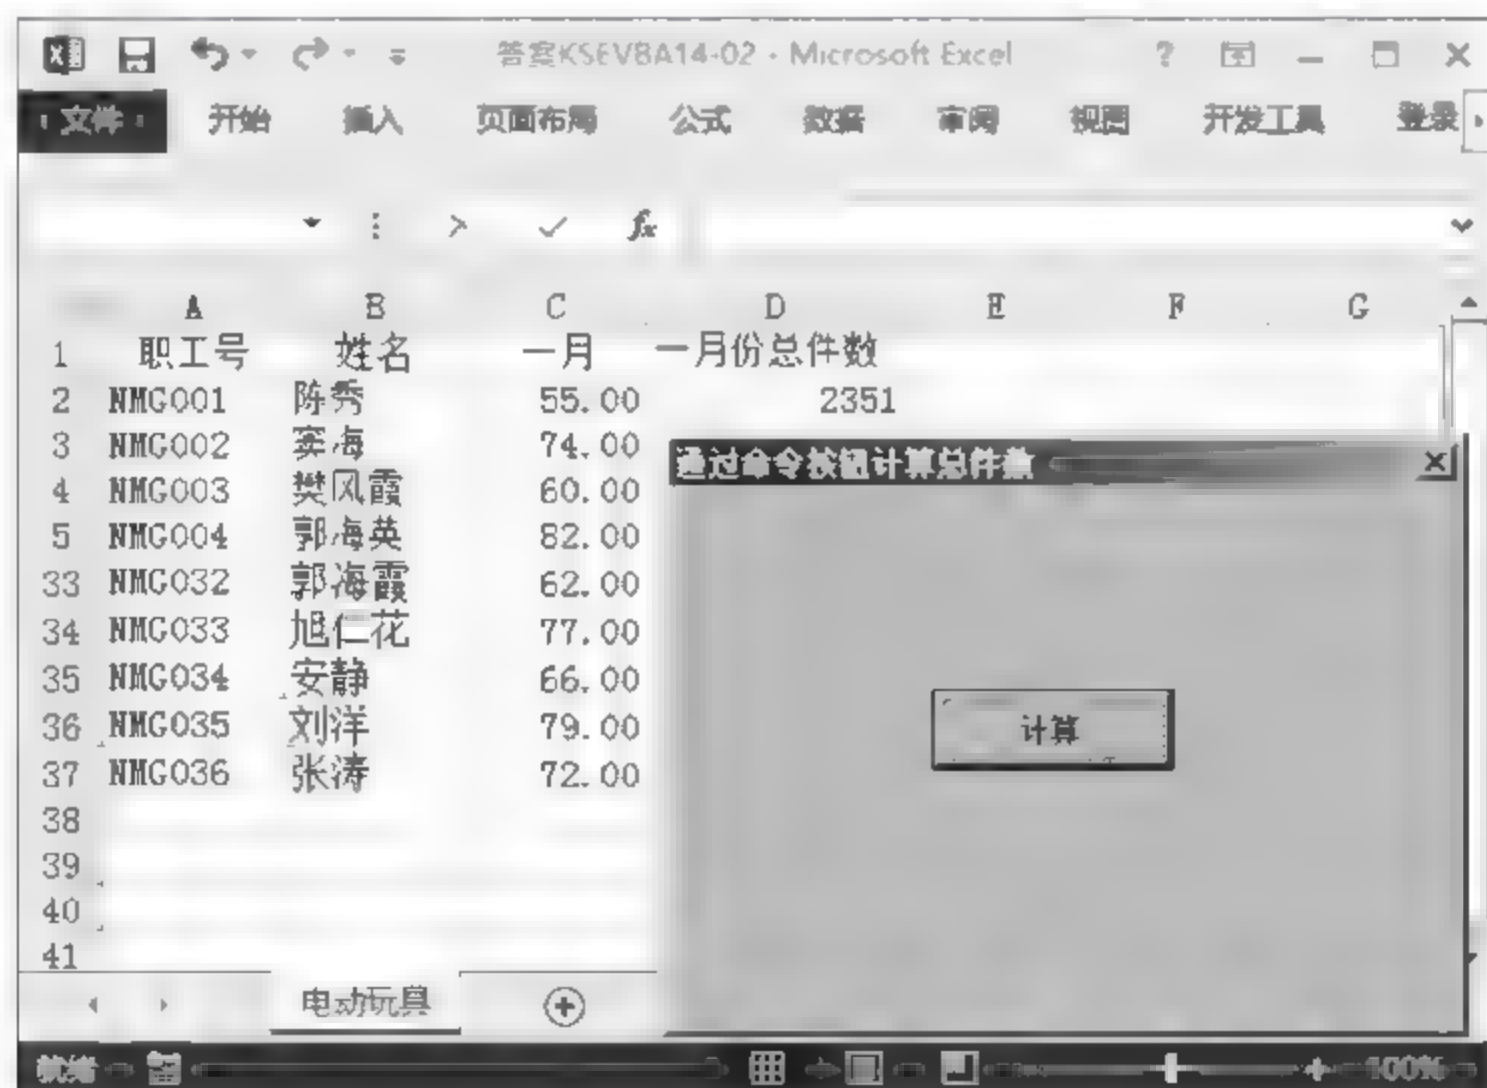 答案KSEVBA14-02 - Microsoft Excel ?
文件 开始 插入 页面布局 公式 数据 审阅 视图 开发工具 登录
fx
A B C D E F G
1 职工号 姓名 一月 一月份总件数
2 NMG001 陈秀 55.00 2351
3 NMG002 窦海 74.00
通过命令按钮计算总件数
4 NMG003 樊风霞 60.00
5 NMG004 郭海英 82.00
33 NMG032 郭海霞 62.00
34 NMG033 旭仁花 77.00
35 NMG034 安静 66.00
36 NMG035 刘洋 79.00
计算
37 NMG036 张涛 72.00
38
39
40
41
电动玩具
就绪 100%